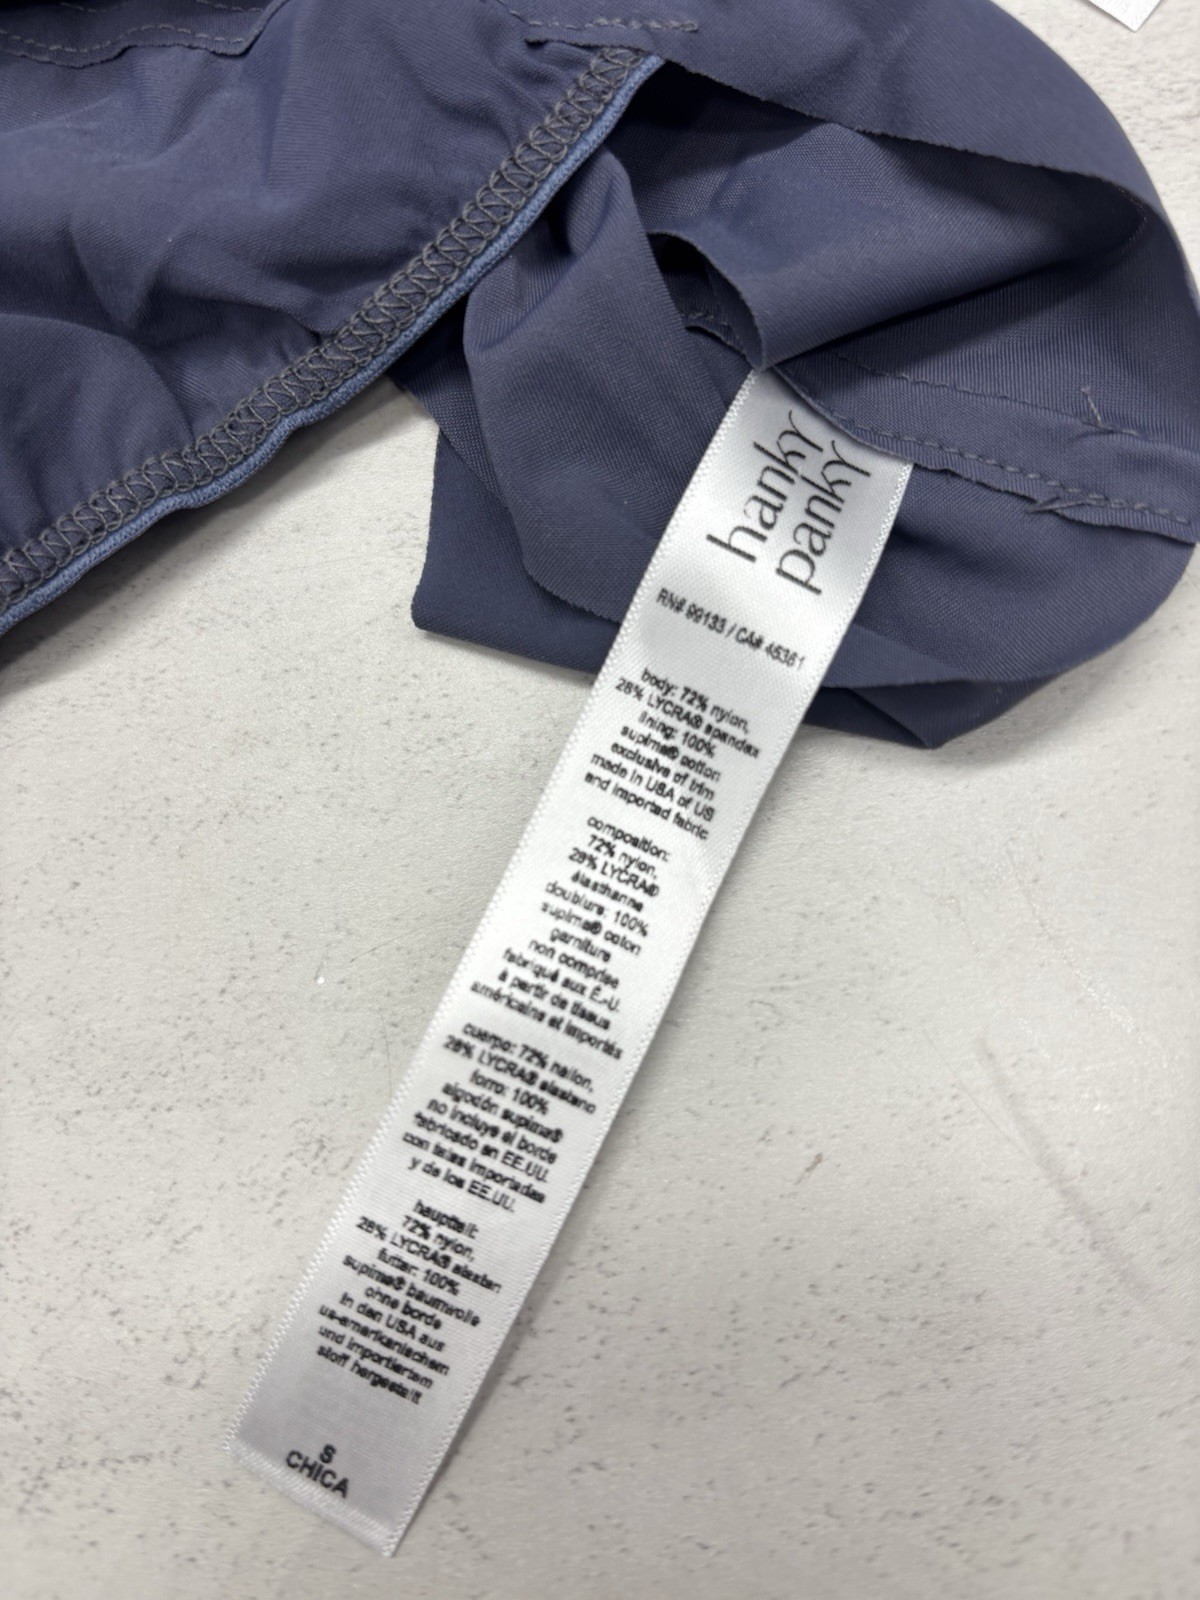 hanky
panky
RN# 99133 / CA# 45361
body: 72% nylon,
28% LYCRA® spandex
lining: 100%
supima® cotton
exclusive of trim
made in USA of US
and imported fabric
composition:
72% nylon,
28% LYCRA®
élasthanne
doublure: 100%
supima® coton
garniture
non comprise
fabriqué aux É.-U.
à partir de tissus
américains et importés
cuerpo: 72% nailon,
28% LYCRA® elastano
forro: 100%
algodón supima®
no incluye el borde
fabricado en EE.UU.
con telas importadas
y de los EE.UU.
hauptteil:
72% nylon,
28% LYCRA® elastan
futter: 100%
supima® baumwolle
ohne borde
in den USA aus
us-amerikanischem
und importiertem
stoff hergestellt
S
CHICA